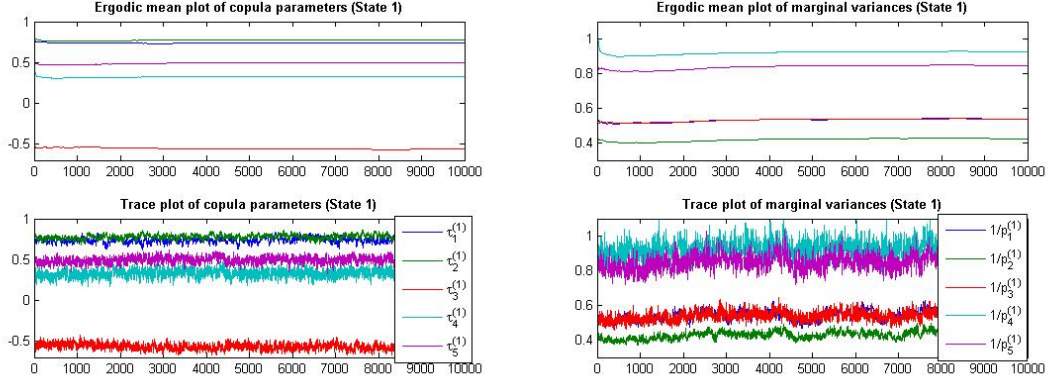 Ergodic mean plot of copula parameters (State 1)
1
0.5
0
-0.5
0 1000 2000 3000 4000 5000 6000 7000 8000 9000 10000
Ergodic mean plot of marginal variances (State 1)
1
0.8
0.6
0.4
0 1000 2000 3000 4000 5000 6000 7000 8000 9000 10000
Trace plot of copula parameters (State 1)
1
0.5
0
-0.5
τ₁⁽¹⁾
τ₂⁽¹⁾
τ₃⁽¹⁾
τ₄⁽¹⁾
τ₅⁽¹⁾
0 1000 2000 3000 4000 5000 6000 7000 8000 9000 10000
Trace plot of marginal variances (State 1)
1
0.8
0.6
0.4
1/p₁⁽¹⁾
1/p₂⁽¹⁾
1/p₃⁽¹⁾
1/p₄⁽¹⁾
1/p₅⁽¹⁾
0 1000 2000 3000 4000 5000 6000 7000 8000 9000 10000